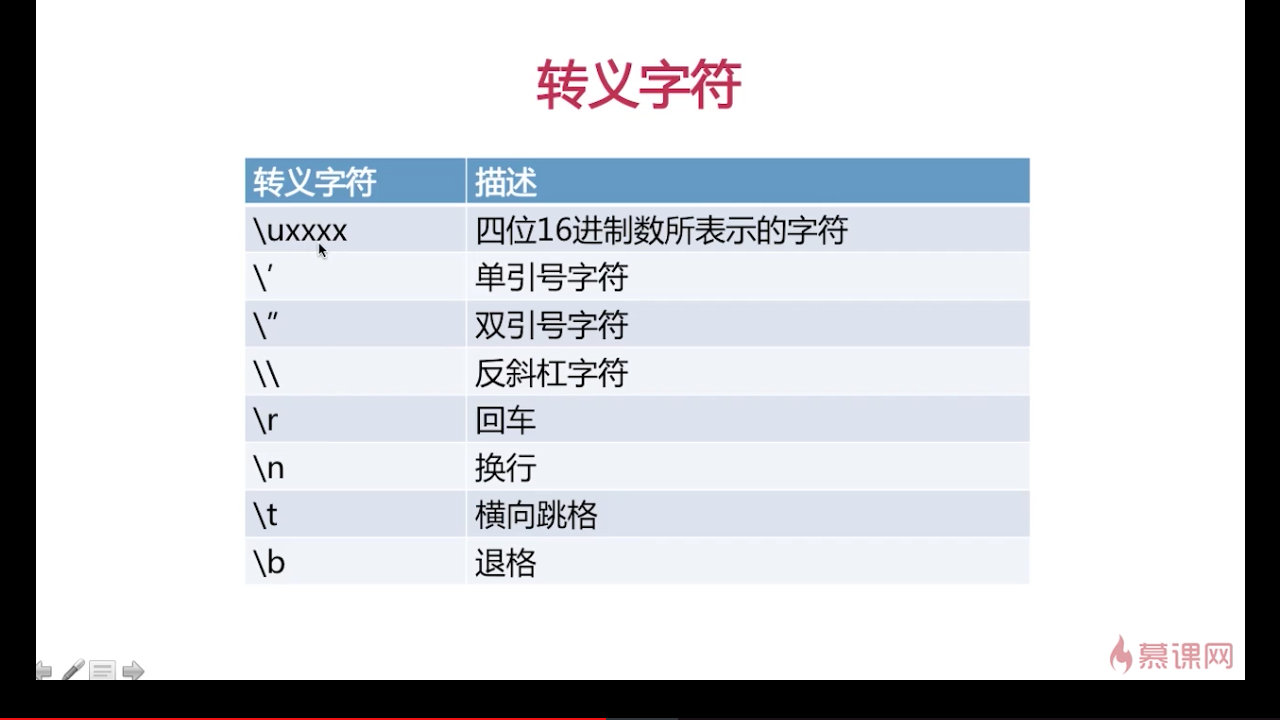 转义字符
转义字符 描述
\uxxxx 四位16进制数所表示的字符
\′ 单引号字符
\″ 双引号字符
\\ 反斜杠字符
\r 回车
\n 换行
\t 横向跳格
\b 退格
慕课网